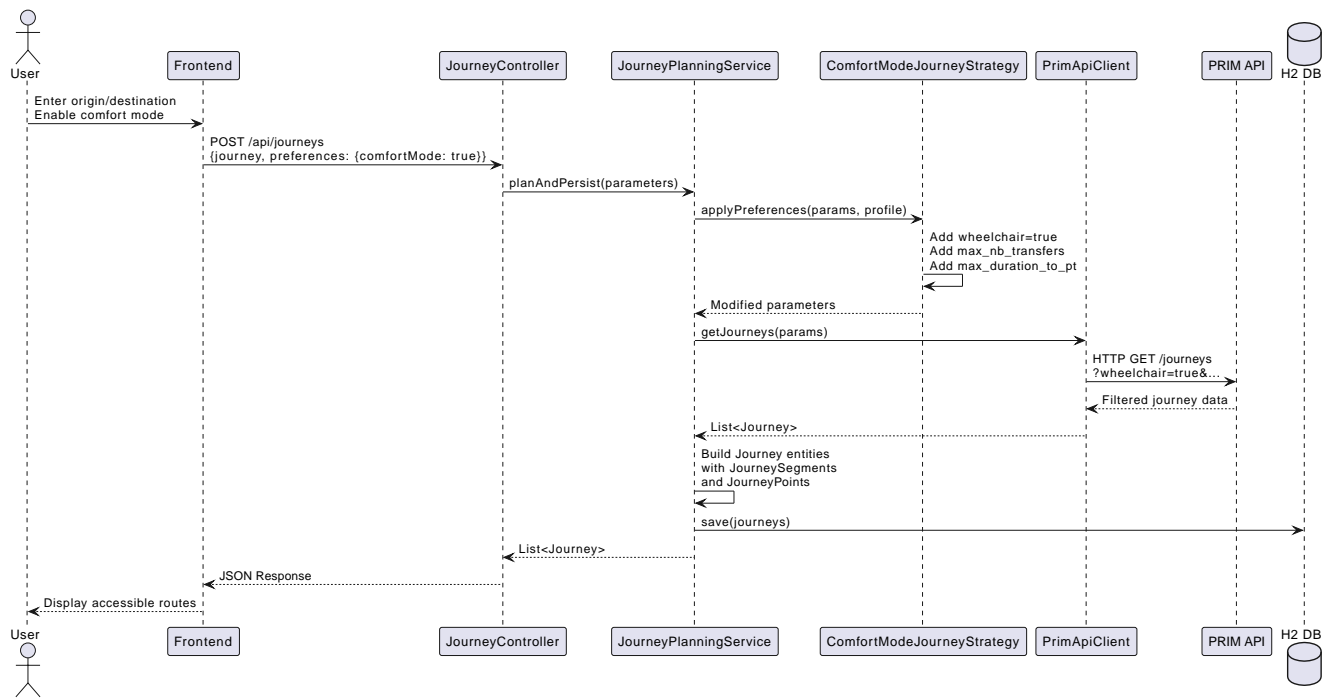 User
Frontend
JourneyController
JourneyPlanningService
ComfortModeJourneyStrategy
PrimApiClient
PRIM API
H2 DB
Enter origin/destination
Enable comfort mode
POST /api/journeys
{journey, preferences: {comfortMode: true}}
planAndPersist(parameters)
applyPreferences(params, profile)
Add wheelchair=true
Add max_nb_transfers
Add max_duration_to_pt
Modified parameters
getJourneys(params)
HTTP GET /journeys
?wheelchair=true&...
Filtered journey data
List<Journey>
Build Journey entities
with JourneySegments
and JourneyPoints
save(journeys)
List<Journey>
JSON Response
Display accessible routes
User
Frontend
JourneyController
JourneyPlanningService
ComfortModeJourneyStrategy
PrimApiClient
PRIM API
H2 DB